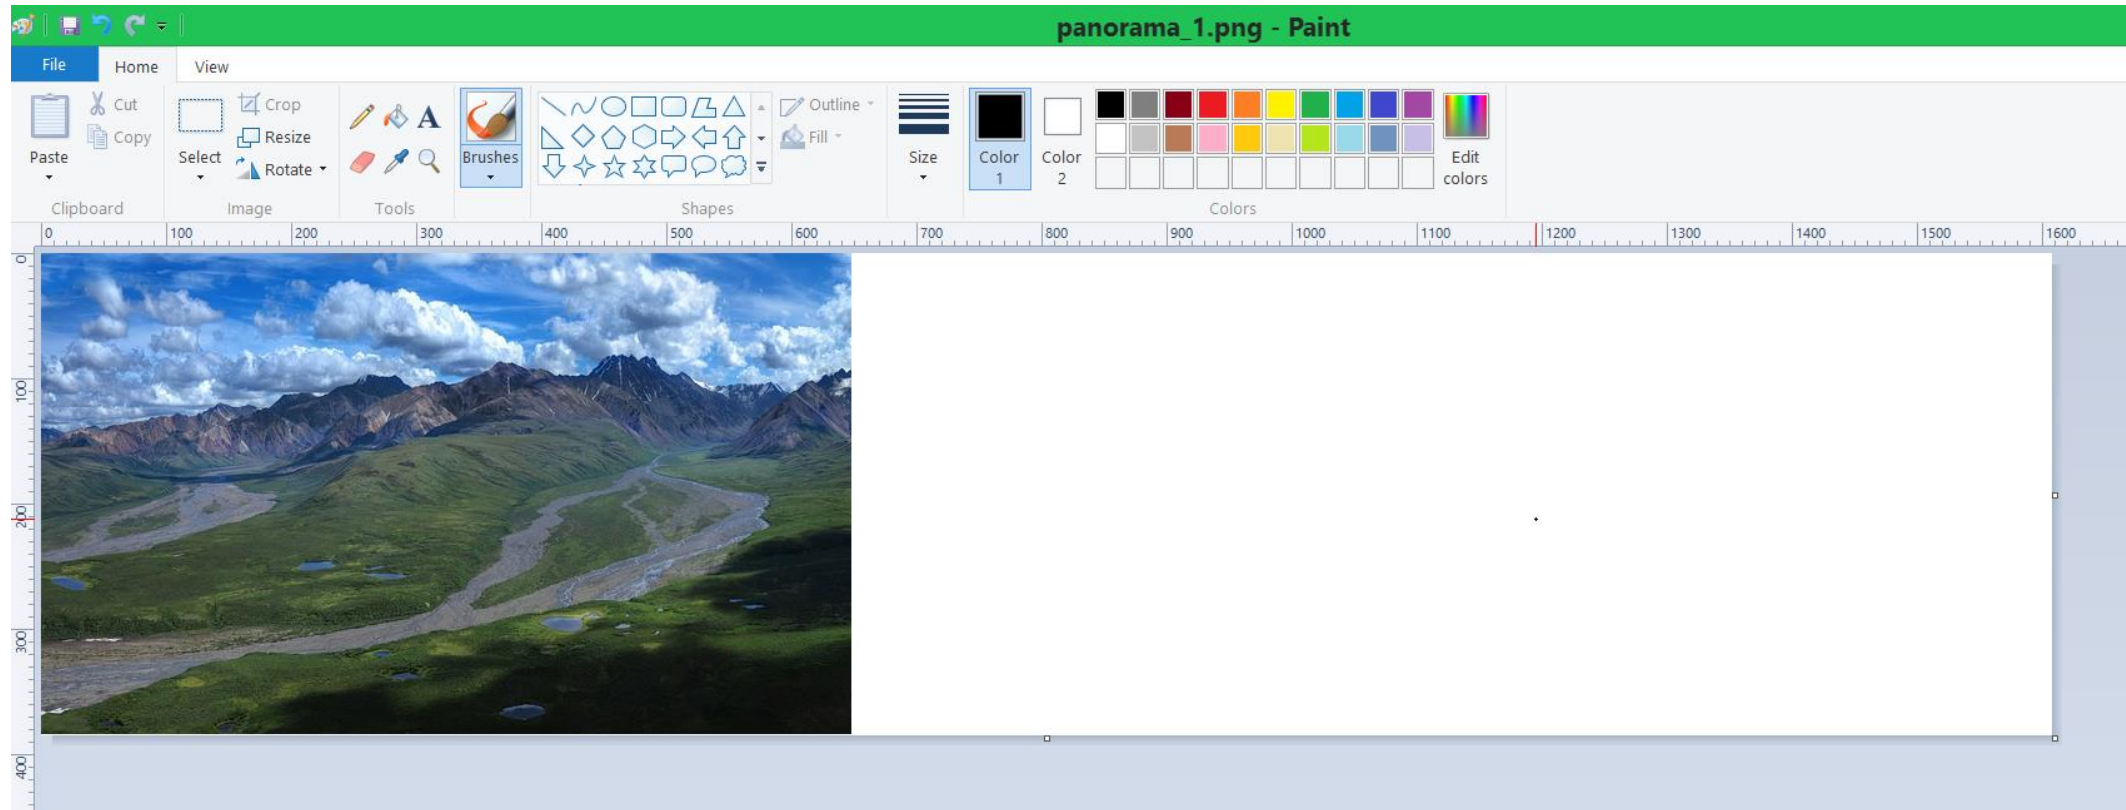 panorama_1.png - Paint
File Home View
Paste
Cut
Copy
Clipboard
Select
Crop
Resize
Rotate
Image
A
Tools
Brushes
Outline
Fill
Shapes
Size
Color 1
Color 2
Edit colors
Colors
0 100 200 300 400 500 600 700 800 900 1000 1100 1200 1300 1400 1500 1600
0
100
200
300
400